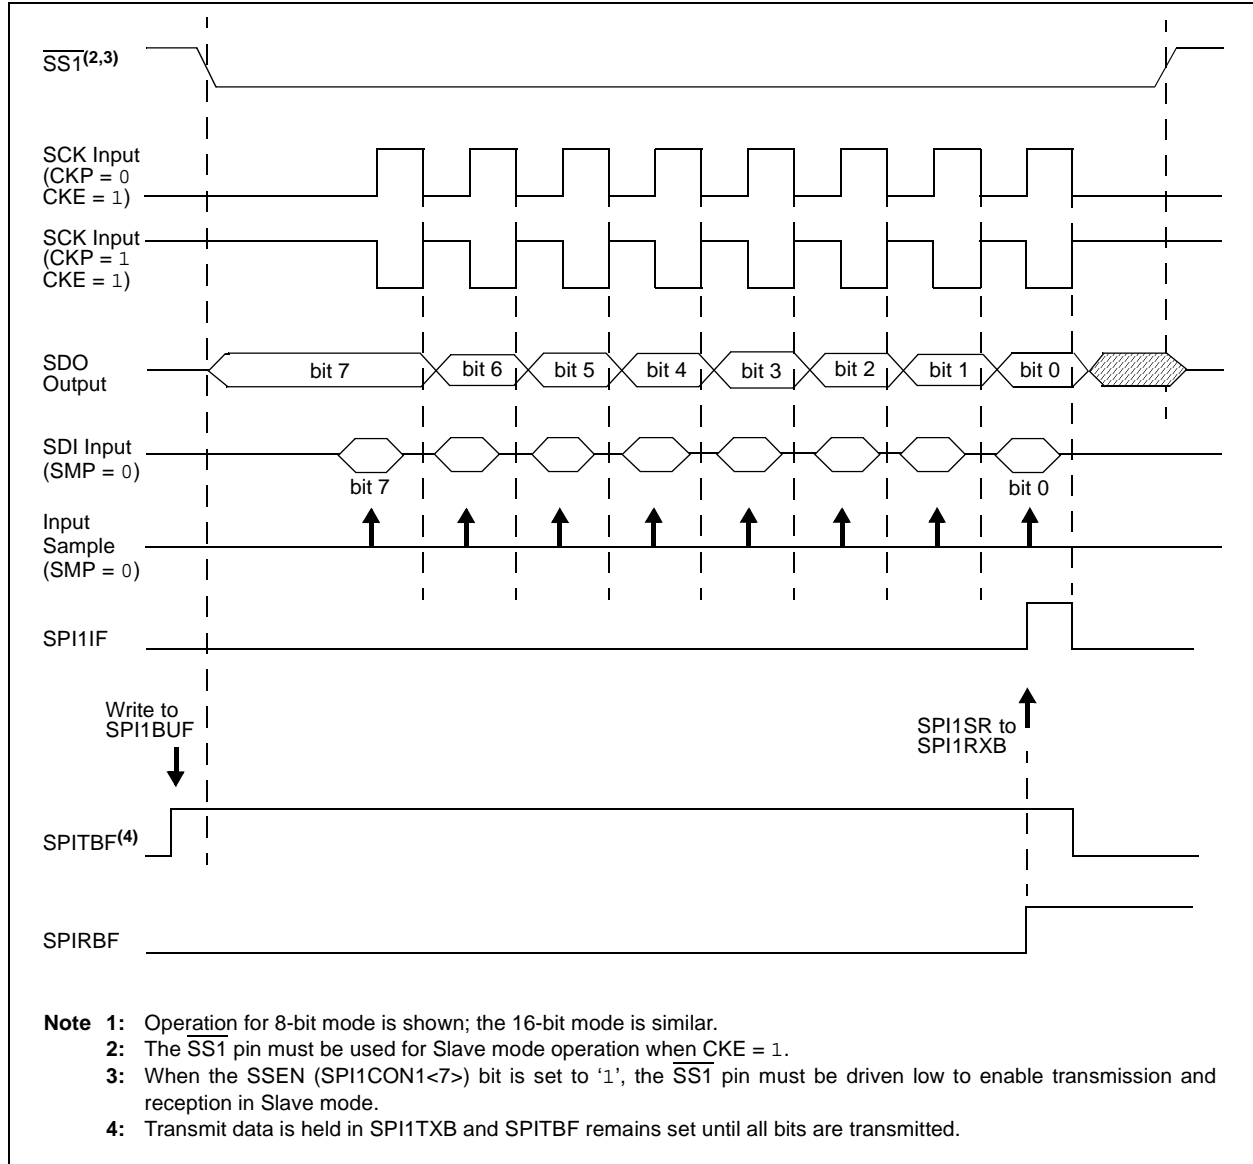 SS1(2,3)
SCK Input
(CKP = 0
CKE = 1)
SCK Input
(CKP = 1
CKE = 1)
SDO
Output
bit 7 bit 6 bit 5 bit 4 bit 3 bit 2 bit 1 bit 0
SDI Input
(SMP = 0)
bit 7 bit 0
Input
Sample
(SMP = 0)
SPI1IF
Write to
SPI1BUF
SPI1SR to
SPI1RXB
SPITBF(4)
SPIRBF
Note 1: Operation for 8-bit mode is shown; the 16-bit mode is similar.
2: The SS1 pin must be used for Slave mode operation when CKE = 1.
3: When the SSEN (SPI1CON1<7>) bit is set to ‘1’, the SS1 pin must be driven low to enable transmission and
reception in Slave mode.
4: Transmit data is held in SPI1TXB and SPITBF remains set until all bits are transmitted.